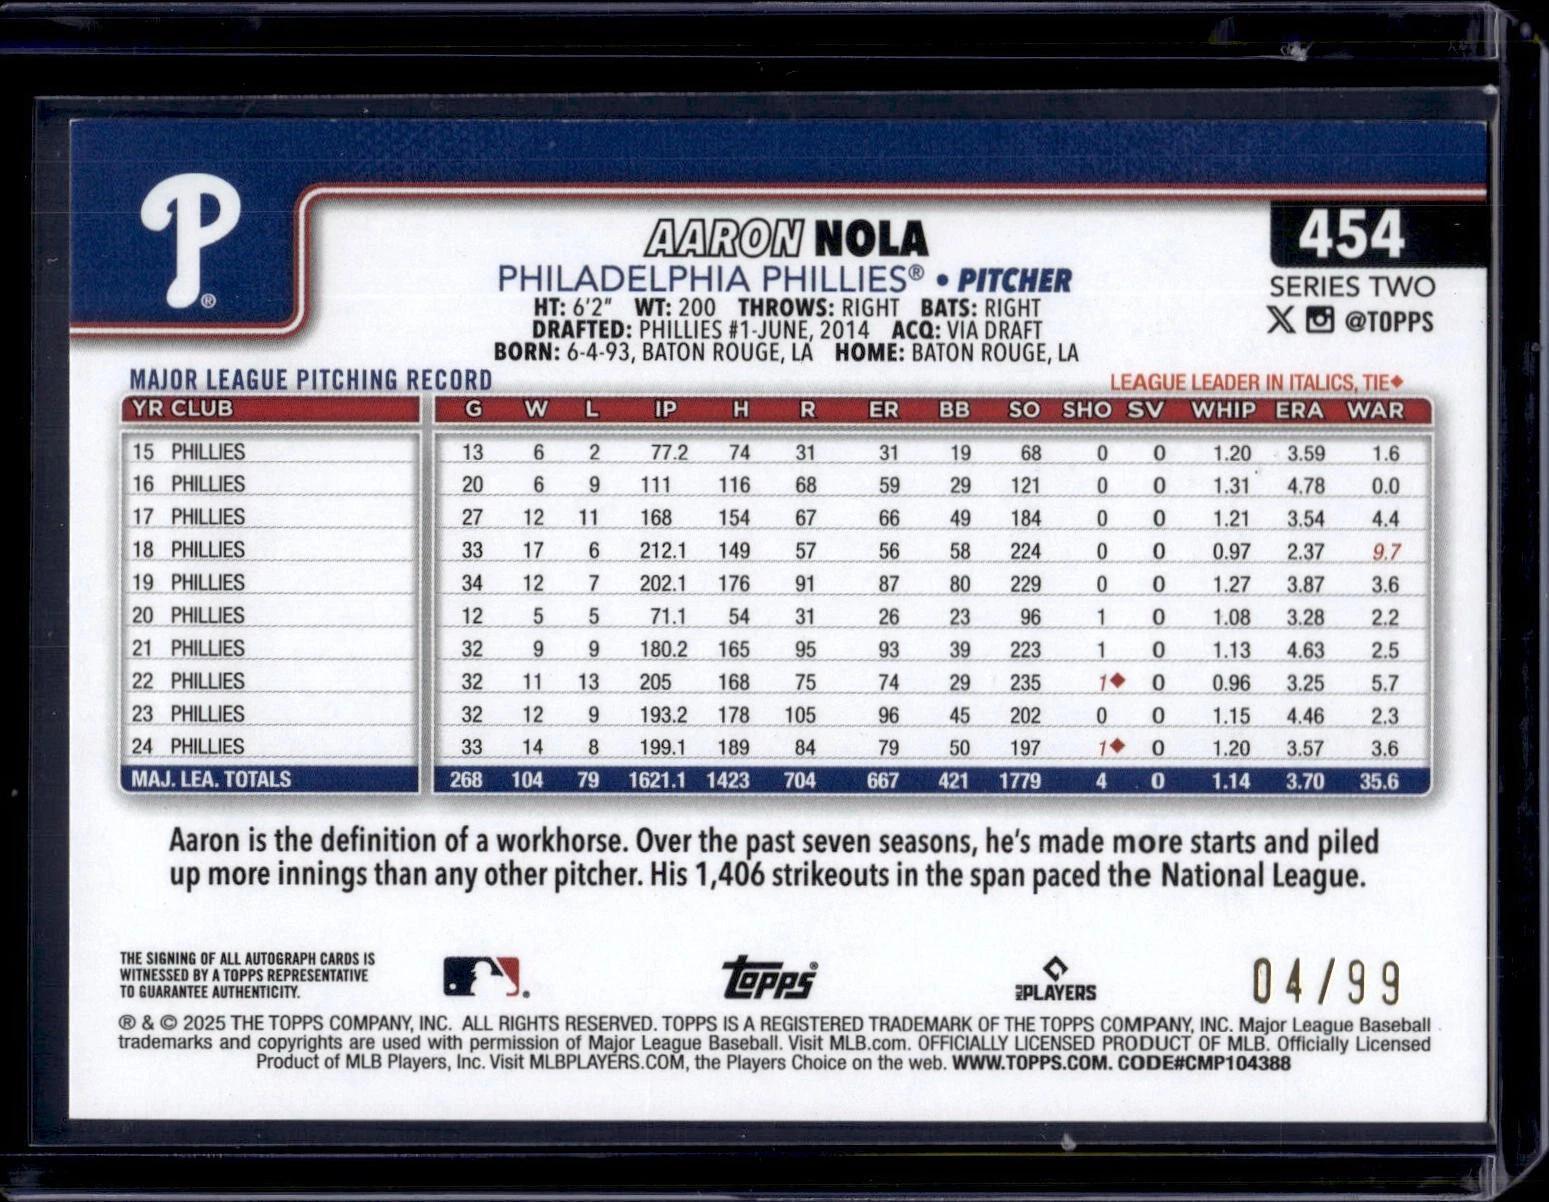 P®
AARON NOLA
PHILADELPHIA PHILLIES® • PITCHER
HT: 6'2" WT: 200 THROWS: RIGHT BATS: RIGHT
DRAFTED: PHILLIES #1-JUNE, 2014 ACQ: VIA DRAFT
BORN: 6-4-93, BATON ROUGE, LA HOME: BATON ROUGE, LA
454
SERIES TWO
X @TOPPS
MAJOR LEAGUE PITCHING RECORD LEAGUE LEADER IN ITALICS, TIE◆
YR CLUB G W L IP H R ER BB SO SHO SV WHIP ERA WAR
15 PHILLIES 13 6 2 77.2 74 31 31 19 68 0 0 1.20 3.59 1.6
16 PHILLIES 20 6 9 111 116 68 59 29 121 0 0 1.31 4.78 0.0
17 PHILLIES 27 12 11 168 154 67 66 49 184 0 0 1.21 3.54 4.4
18 PHILLIES 33 17 6 212.1 149 57 56 58 224 0 0 0.97 2.37 9.7
19 PHILLIES 34 12 7 202.1 176 91 87 80 229 0 0 1.27 3.87 3.6
20 PHILLIES 12 5 5 71.1 54 31 26 23 96 1 0 1.08 3.28 2.2
21 PHILLIES 32 9 9 180.2 165 95 93 39 223 1 0 1.13 4.63 2.5
22 PHILLIES 32 11 13 205 168 75 74 29 235 1◆ 0 0.96 3.25 5.7
23 PHILLIES 32 12 9 193.2 178 105 96 45 202 0 0 1.15 4.46 2.3
24 PHILLIES 33 14 8 199.1 189 84 79 50 197 1◆ 0 1.20 3.57 3.6
MAJ. LEA. TOTALS 268 104 79 1621.1 1423 704 667 421 1779 4 0 1.14 3.70 35.6
Aaron is the definition of a workhorse. Over the past seven seasons, he's made more starts and piled
up more innings than any other pitcher. His 1,406 strikeouts in the span paced the National League.
THE SIGNING OF ALL AUTOGRAPH CARDS IS
WITNESSED BY A TOPPS REPRESENTATIVE
TO GUARANTEE AUTHENTICITY.
topps®
MLB PLAYERS
04/99
® & © 2025 THE TOPPS COMPANY, INC. ALL RIGHTS RESERVED. TOPPS IS A REGISTERED TRADEMARK OF THE TOPPS COMPANY, INC. Major League Baseball
trademarks and copyrights are used with permission of Major League Baseball. Visit MLB.com. OFFICIALLY LICENSED PRODUCT OF MLB. Officially Licensed
Product of MLB Players, Inc. Visit MLBPLAYERS.COM, the Players Choice on the web. WWW.TOPPS.COM. CODE#CMP104388